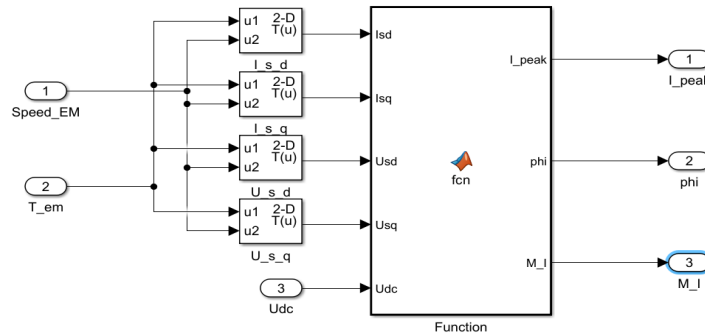 u1
2-D
T(u)
u2
I_s_d
Isd
I_peak
1
I_peak
u1
2-D
T(u)
u2
I_s_q
Isq
1
Speed_EM
u1
2-D
T(u)
u2
U_s_d
Usd
fcn
phi
2
phi
2
T_em
u1
2-D
T(u)
u2
U_s_q
Usq
M_I
3
M_I
3
Udc
Udc
Function